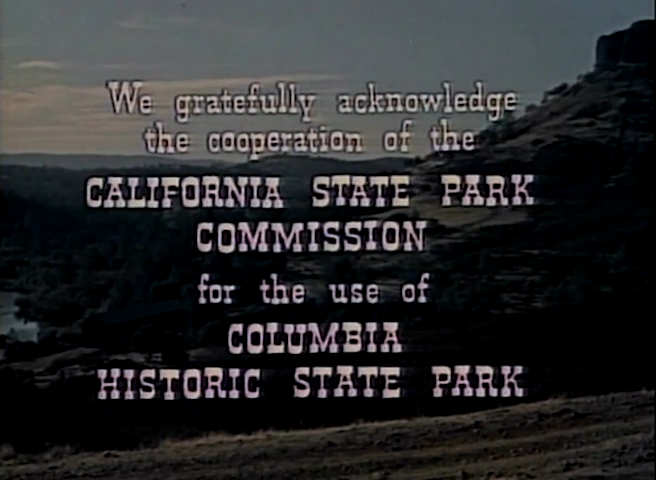 We gratefully acknowledge
the cooperation of the
CALIFORNIA STATE PARK
COMMISSION
for the use of
COLUMBIA
HISTORIC STATE PARK